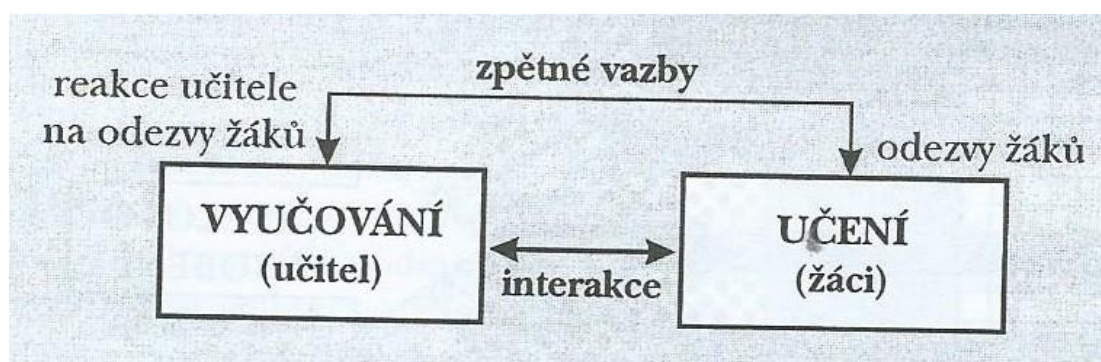 zpětné vazby
reakce učitele
na odezvy žáků
odezvy žáků
VYUČOVÁNÍ
(učitel)
interakce
UČENÍ
(žáci)